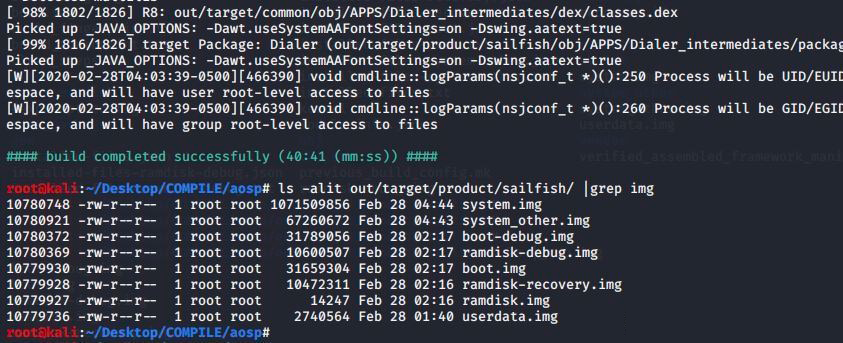 [ 98% 1802/1826] R8: out/target/common/obj/APPS/Dialer_intermediates/dex/classes.dex
Picked up _JAVA_OPTIONS: -Dawt.useSystemAAFontSettings=on -Dswing.aatext=true
[ 99% 1816/1826] target Package: Dialer (out/target/product/sailfish/obj/APPS/Dialer_intermediates/packag
Picked up _JAVA_OPTIONS: -Dawt.useSystemAAFontSettings=on -Dswing.aatext=true
[W][2020-02-28T04:03:39-0500][466390] void cmdline::logParams(nsjconf_t *)():250 Process will be UID/EUID
espace, and will have user root-level access to files
[W][2020-02-28T04:03:39-0500][466390] void cmdline::logParams(nsjconf_t *)():260 Process will be GID/EGID
espace, and will have group root-level access to files
userdata.img
#### build completed successfully (40:41 (mm:ss)) ####
verified_assembled_framework_mani
installed-files-ramdisk-debug.json previous_build_config.mk
root@kali:~/Desktop/COMPILE/aosp# ls -alit out/target/product/sailfish/ |grep img
10780748 -rw-r--r-- 1 root root 1071509856 Feb 28 04:44 system.img
10780921 -rw-r--r-- 1 root root 67260672 Feb 28 04:43 system_other.img
10780372 -rw-r--r-- 1 root root 31789056 Feb 28 02:17 boot-debug.img
10780369 -rw-r--r-- 1 root root 10600507 Feb 28 02:17 ramdisk-debug.img
10779930 -rw-r--r-- 1 root root 31659304 Feb 28 02:17 boot.img
10779928 -rw-r--r-- 1 root root 10472311 Feb 28 02:16 ramdisk-recovery.img
10779927 -rw-r--r-- 1 root root 14247 Feb 28 02:16 ramdisk.img
10779736 -rw-r--r-- 1 root root 2740564 Feb 28 01:40 userdata.img
root@kali:~/Desktop/COMPILE/aosp#